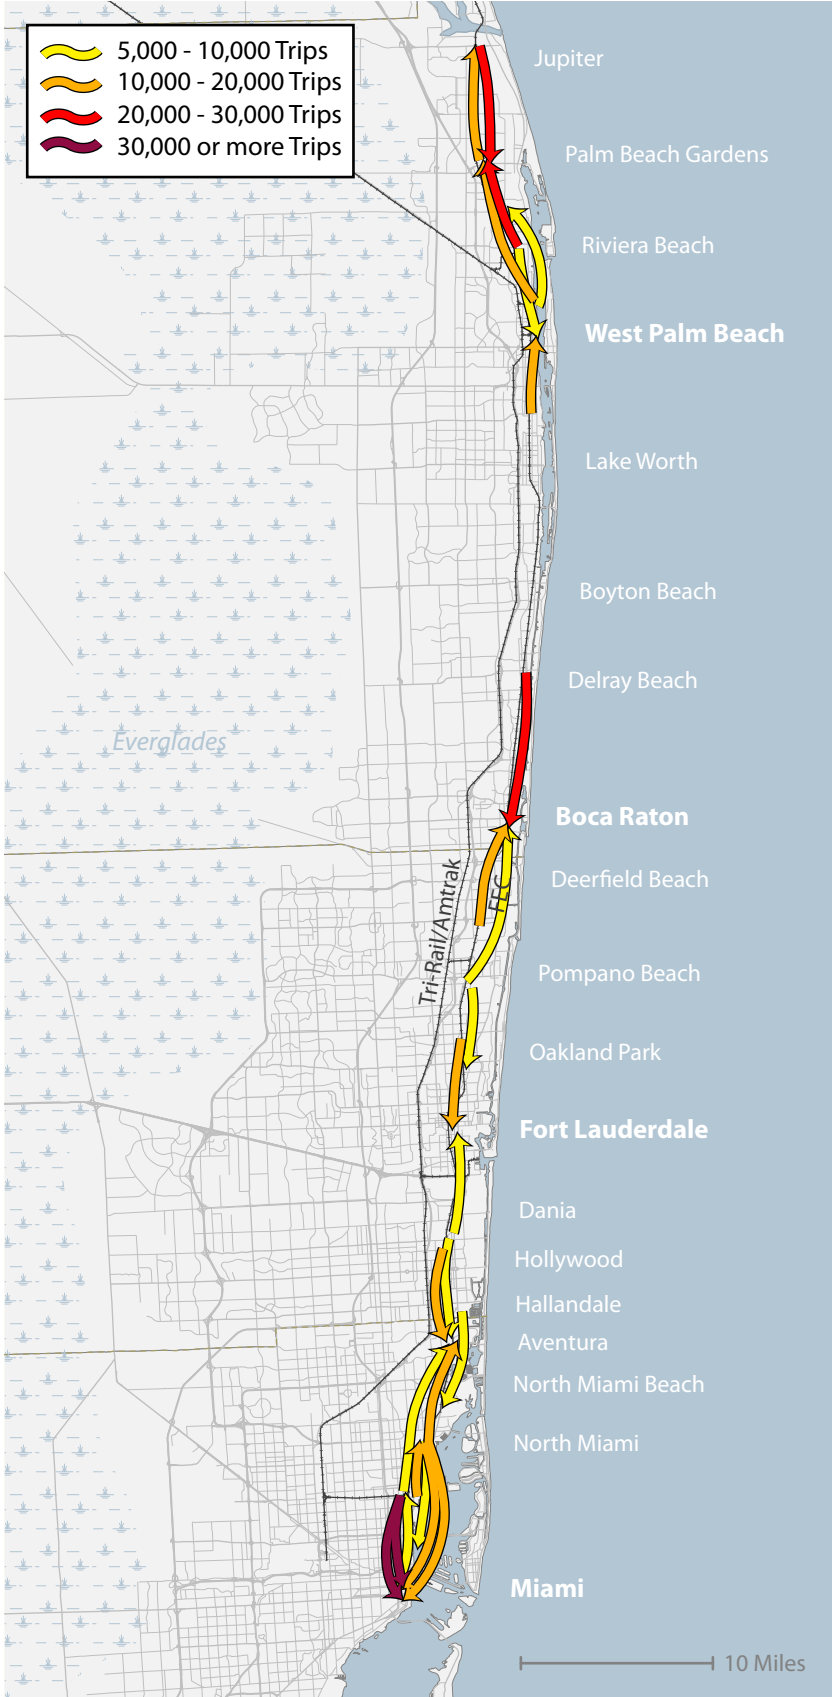 5,000 - 10,000 Trips
10,000 - 20,000 Trips
20,000 - 30,000 Trips
30,000 or more Trips
Jupiter
Palm Beach Gardens
Riviera Beach
West Palm Beach
Lake Worth
Boyton Beach
Delray Beach
Everglades
Boca Raton
Tri-Rail/Amtrak
FEC
Deerfield Beach
Pompano Beach
Oakland Park
Fort Lauderdale
Dania
Hollywood
Hallandale
Aventura
North Miami Beach
North Miami
Miami
10 Miles